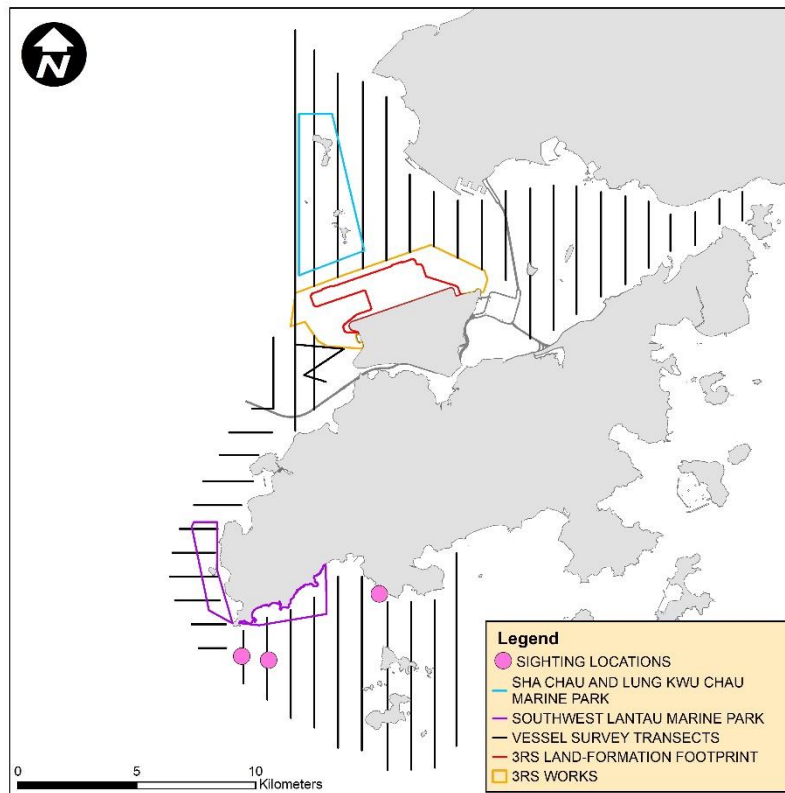 N
Legend
SIGHTING LOCATIONS
SHA CHAU AND LUNG KWU CHAU
MARINE PARK
SOUTHWEST LANTAU MARINE PARK
VESSEL SURVEY TRANSECTS
3RS LAND-FORMATION FOOTPRINT
3RS WORKS
0 5 10
Kilometers